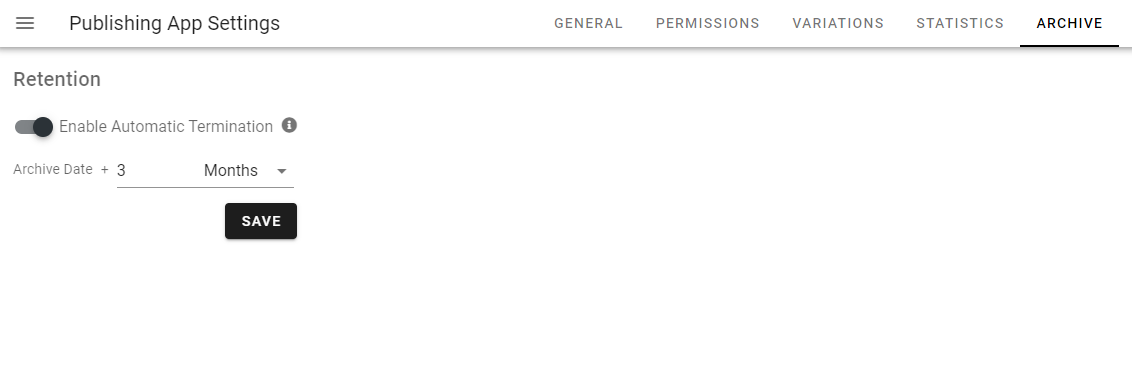 Publishing App Settings GENERAL PERMISSIONS VARIATIONS STATISTICS ARCHIVE
Retention
Enable Automatic Termination
Archive Date + 3 Months
SAVE